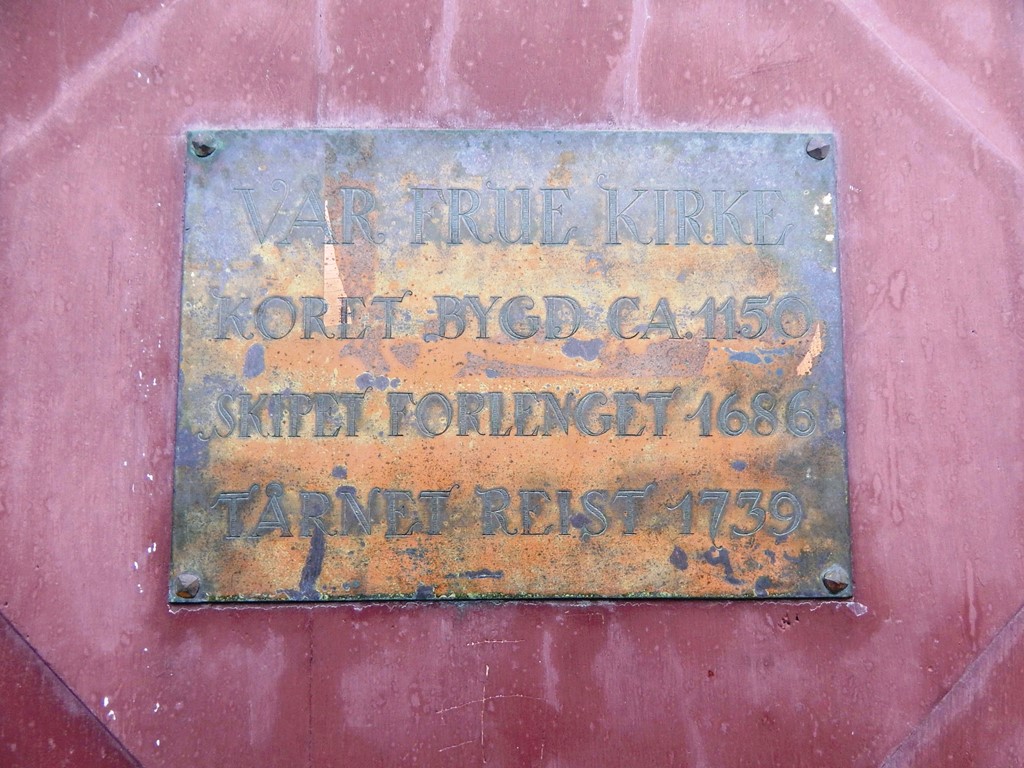 VÅR FRUE KIRKE
KORET BYGD CA. 1150
SKIPET FORLENGET 1686
TÅRNET REIST 1739